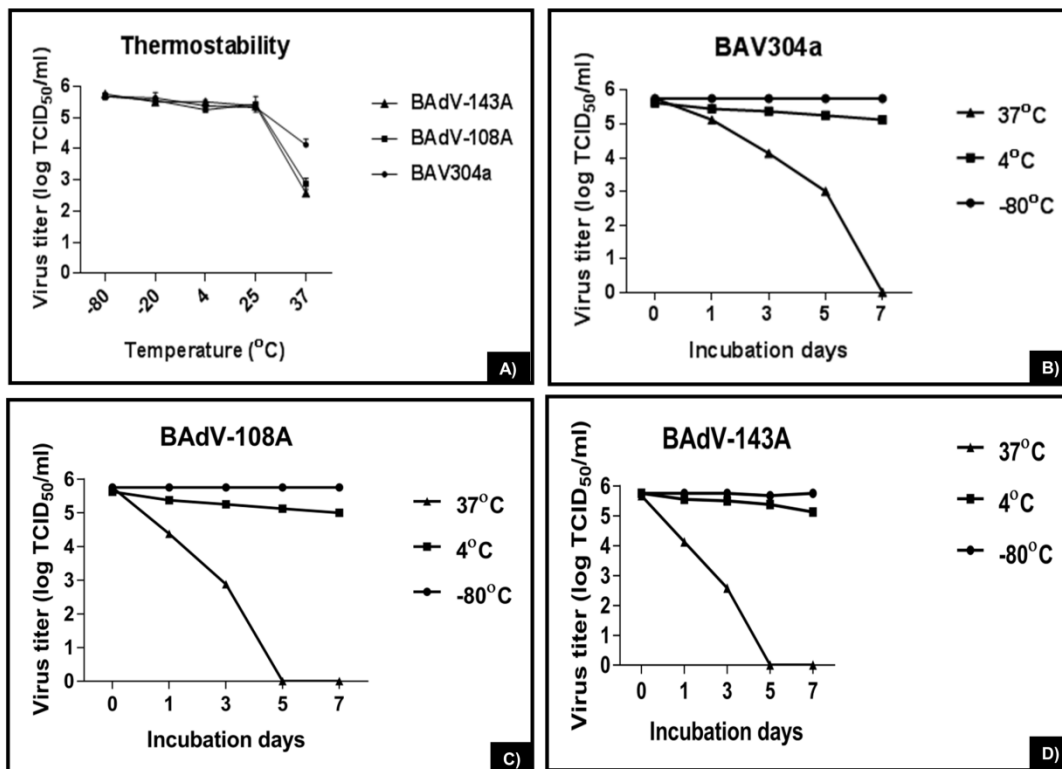 Thermostability
Virus titer (log TCID50/ml)
6
5
4
3
2
1
0
-80
-20
4
25
37
Temperature (°C)
BAdV-143A
BAdV-108A
BAV304a
A)
BAV304a
Virus titer (log TCID50/ml)
6
5
4
3
2
1
0
0 1 3 5 7
Incubation days
37°C
4°C
-80°C
B)
BAdV-108A
Virus titer (log TCID50/ml)
6
5
4
3
2
1
0
0 1 3 5 7
Incubation days
37°C
4°C
-80°C
C)
BAdV-143A
Virus titer (log TCID50/ml)
6
5
4
3
2
1
0
0 1 3 5 7
Incubation days
37°C
4°C
-80°C
D)